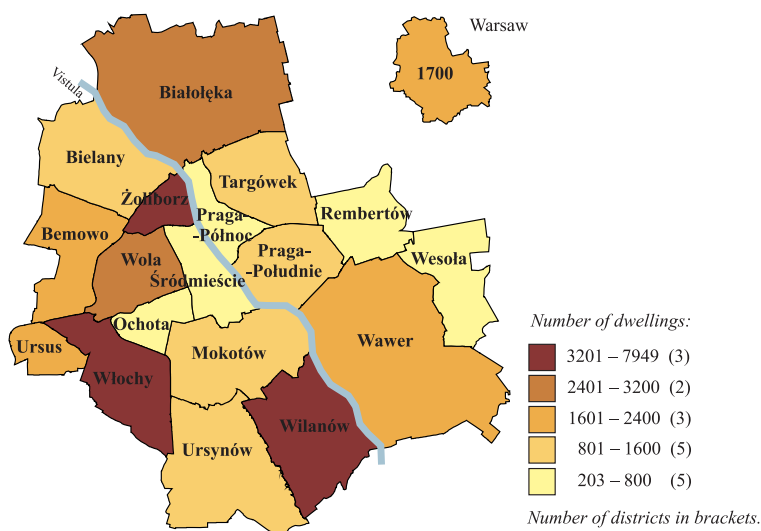 Warsaw
1700
Vistula
Białołęka
Bielany
Targówek
Żoliborz
Rembertów
Praga-
-Północ
Bemowo
Praga-
-Południe
Wesoła
Wola
Śródmieście
Ochota
Ursus
Mokotów
Wawer
Włochy
Wilanów
Ursynów
Number of dwellings:
3201 – 7949 (3)
2401 – 3200 (2)
1601 – 2400 (3)
801 – 1600 (5)
203 – 800 (5)
Number of districts in brackets.